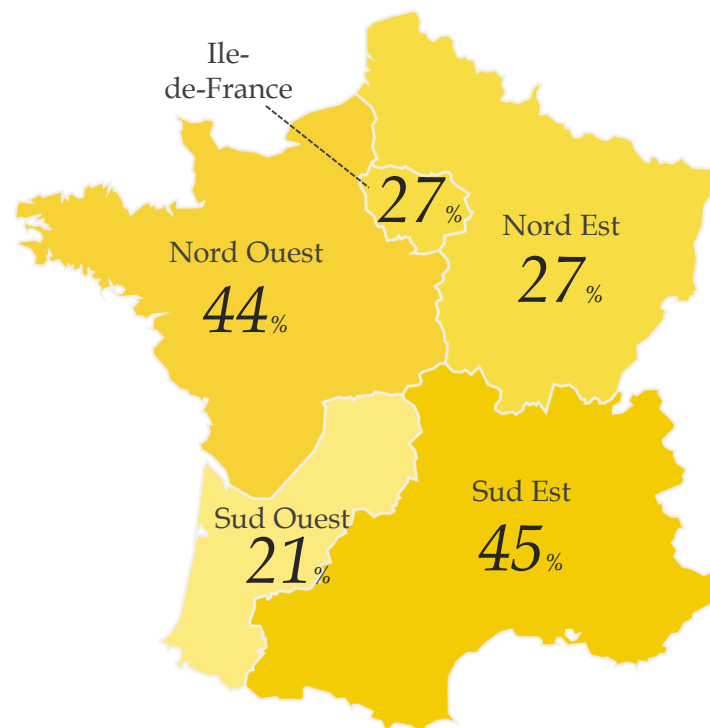 Ile-
de-France
27%
Nord Est
27%
Nord Ouest
44%
Sud Est
45%
Sud Ouest
21%